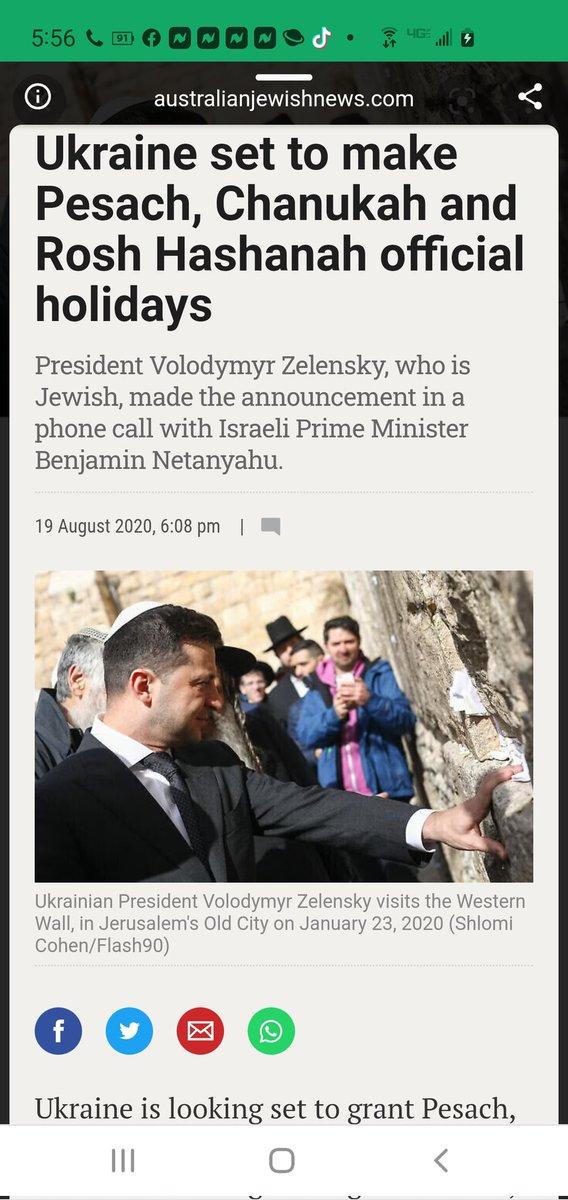 5:56
91
4GE
australianjewishnews.com
Ukraine set to make
Pesach, Chanukah and
Rosh Hashanah official
holidays
President Volodymyr Zelensky, who is
Jewish, made the announcement in a
phone call with Israeli Prime Minister
Benjamin Netanyahu.
19 August 2020, 6:08 pm |
Ukrainian President Volodymyr Zelensky visits the Western
Wall, in Jerusalem's Old City on January 23, 2020 (Shlomi
Cohen/Flash90)
Ukraine is looking set to grant Pesach,